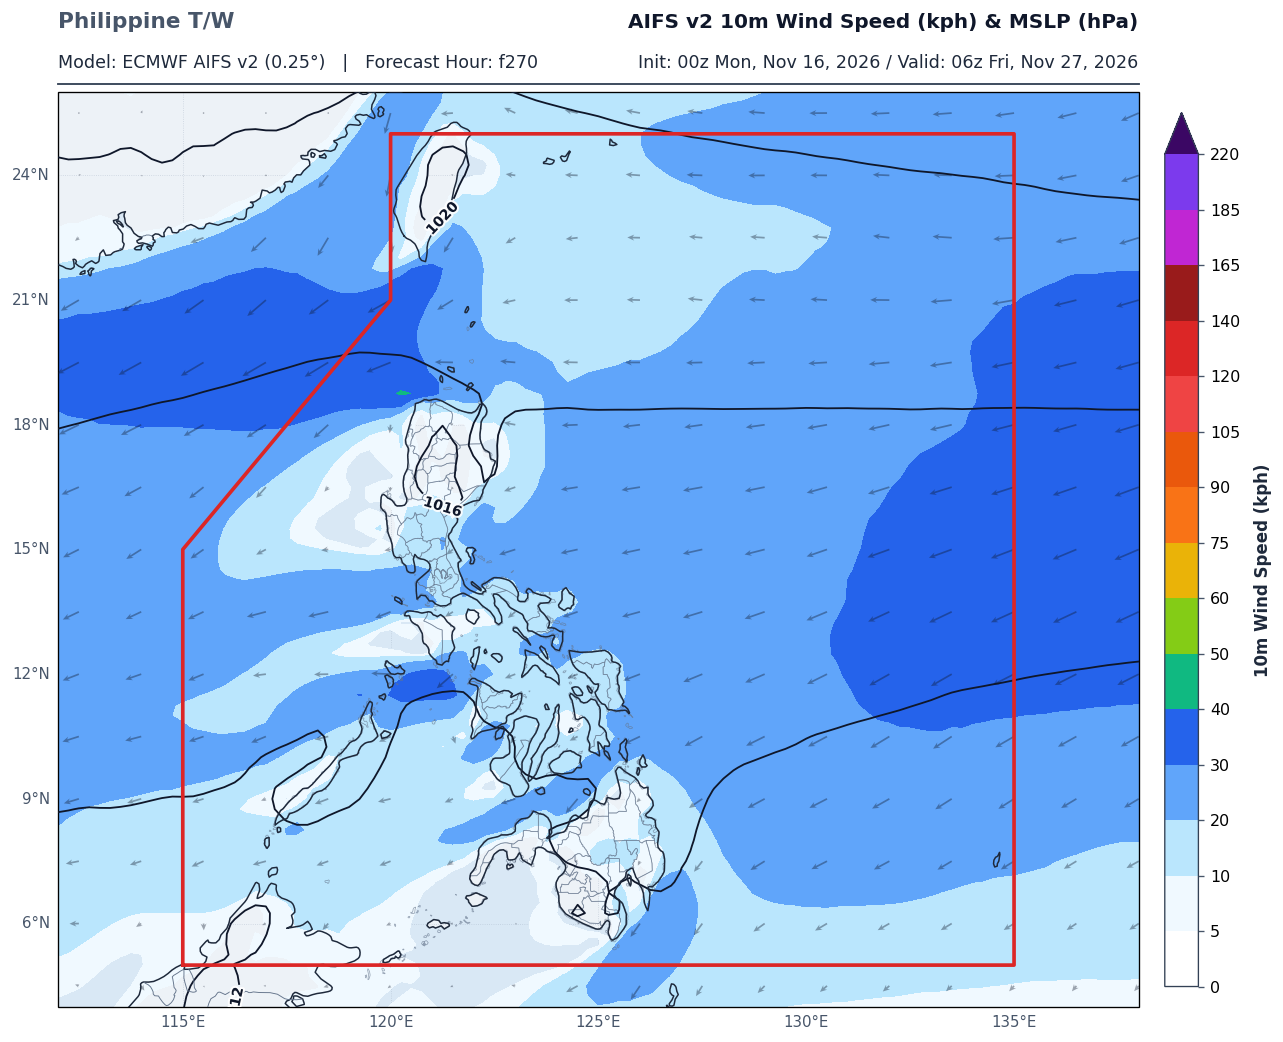 Philippine T/W
AIFS v2 10m Wind Speed (kph) & MSLP (hPa)
Model: ECMWF AIFS v2 (0.25°)   |   Forecast Hour: f270
Init: 00z Mon, Nov 16, 2026 / Valid: 06z Fri, Nov 27, 2026
24°N
21°N
18°N
15°N
12°N
9°N
6°N
1020
1016
12
115°E
120°E
125°E
130°E
135°E
220
185
165
140
120
105
90
75
60
50
40
30
20
10
5
0
10m Wind Speed (kph)